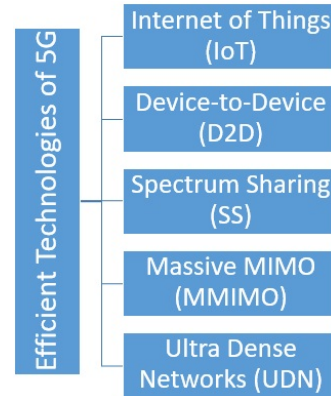 Efficient Technologies of 5G
Internet of Things
(IoT)
Device-to-Device
(D2D)
Spectrum Sharing
(SS)
Massive MIMO
(MMIMO)
Ultra Dense
Networks (UDN)